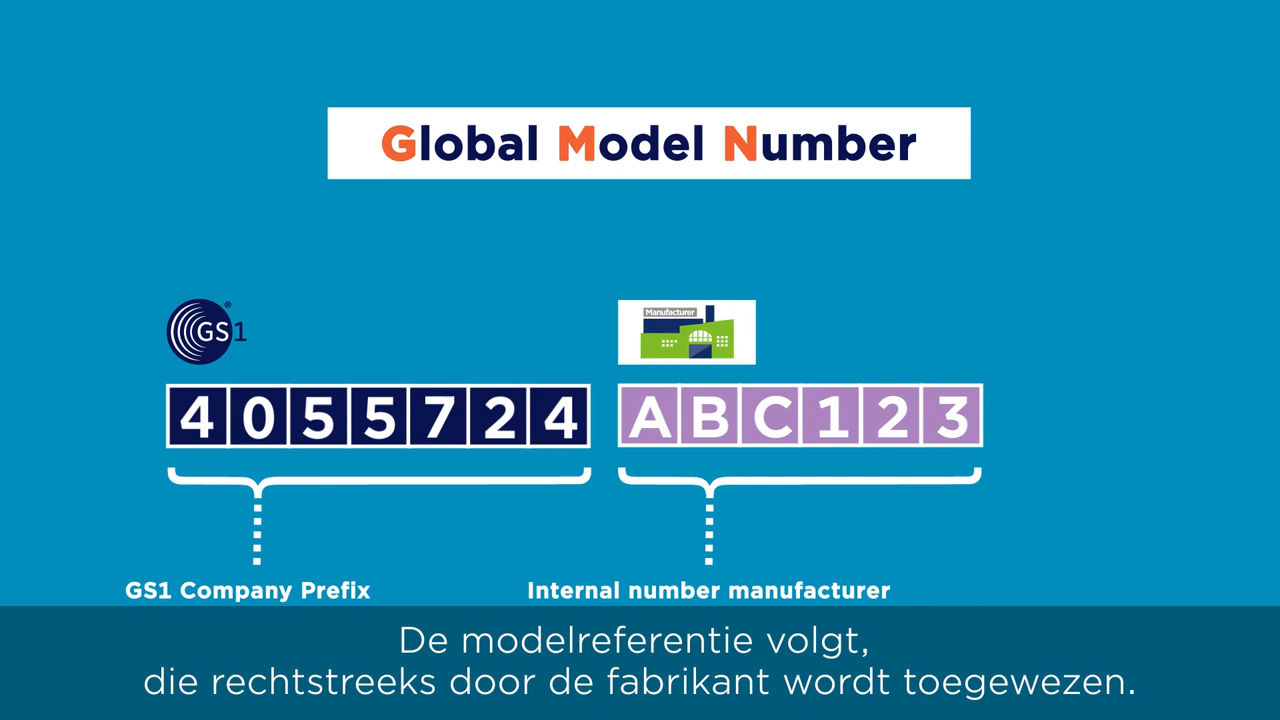 Global Model Number
GS1®
Manufacturer
4055724
ABC123
GS1 Company Prefix
Internal number manufacturer
De modelreferentie volgt,
die rechtstreeks door de fabrikant wordt toegewezen.